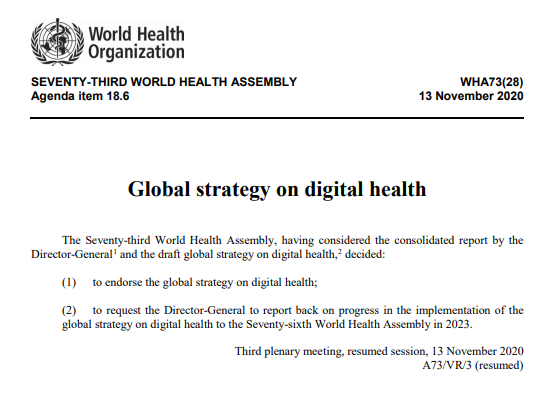 World Health
Organization
SEVENTY-THIRD WORLD HEALTH ASSEMBLY WHA73(28)
Agenda item 18.6 13 November 2020
Global strategy on digital health
The Seventy-third World Health Assembly, having considered the consolidated report by the
Director-General¹ and the draft global strategy on digital health,² decided:
(1) to endorse the global strategy on digital health;
(2) to request the Director-General to report back on progress in the implementation of the
global strategy on digital health to the Seventy-sixth World Health Assembly in 2023.
Third plenary meeting, resumed session, 13 November 2020
A73/VR/3 (resumed)